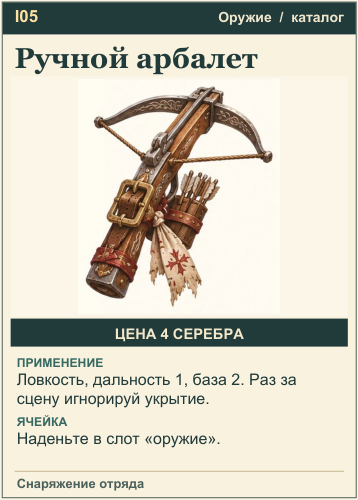 I05
Оружие / каталог
Ручной арбалет
ЦЕНА 4 СЕРЕБРА
ПРИМЕНЕНИЕ
Ловкость, дальность 1, база 2. Раз за
сцену игнорируй укрытие.
ЯЧЕЙКА
Наденьте в слот «оружие».
Снаряжение отряда